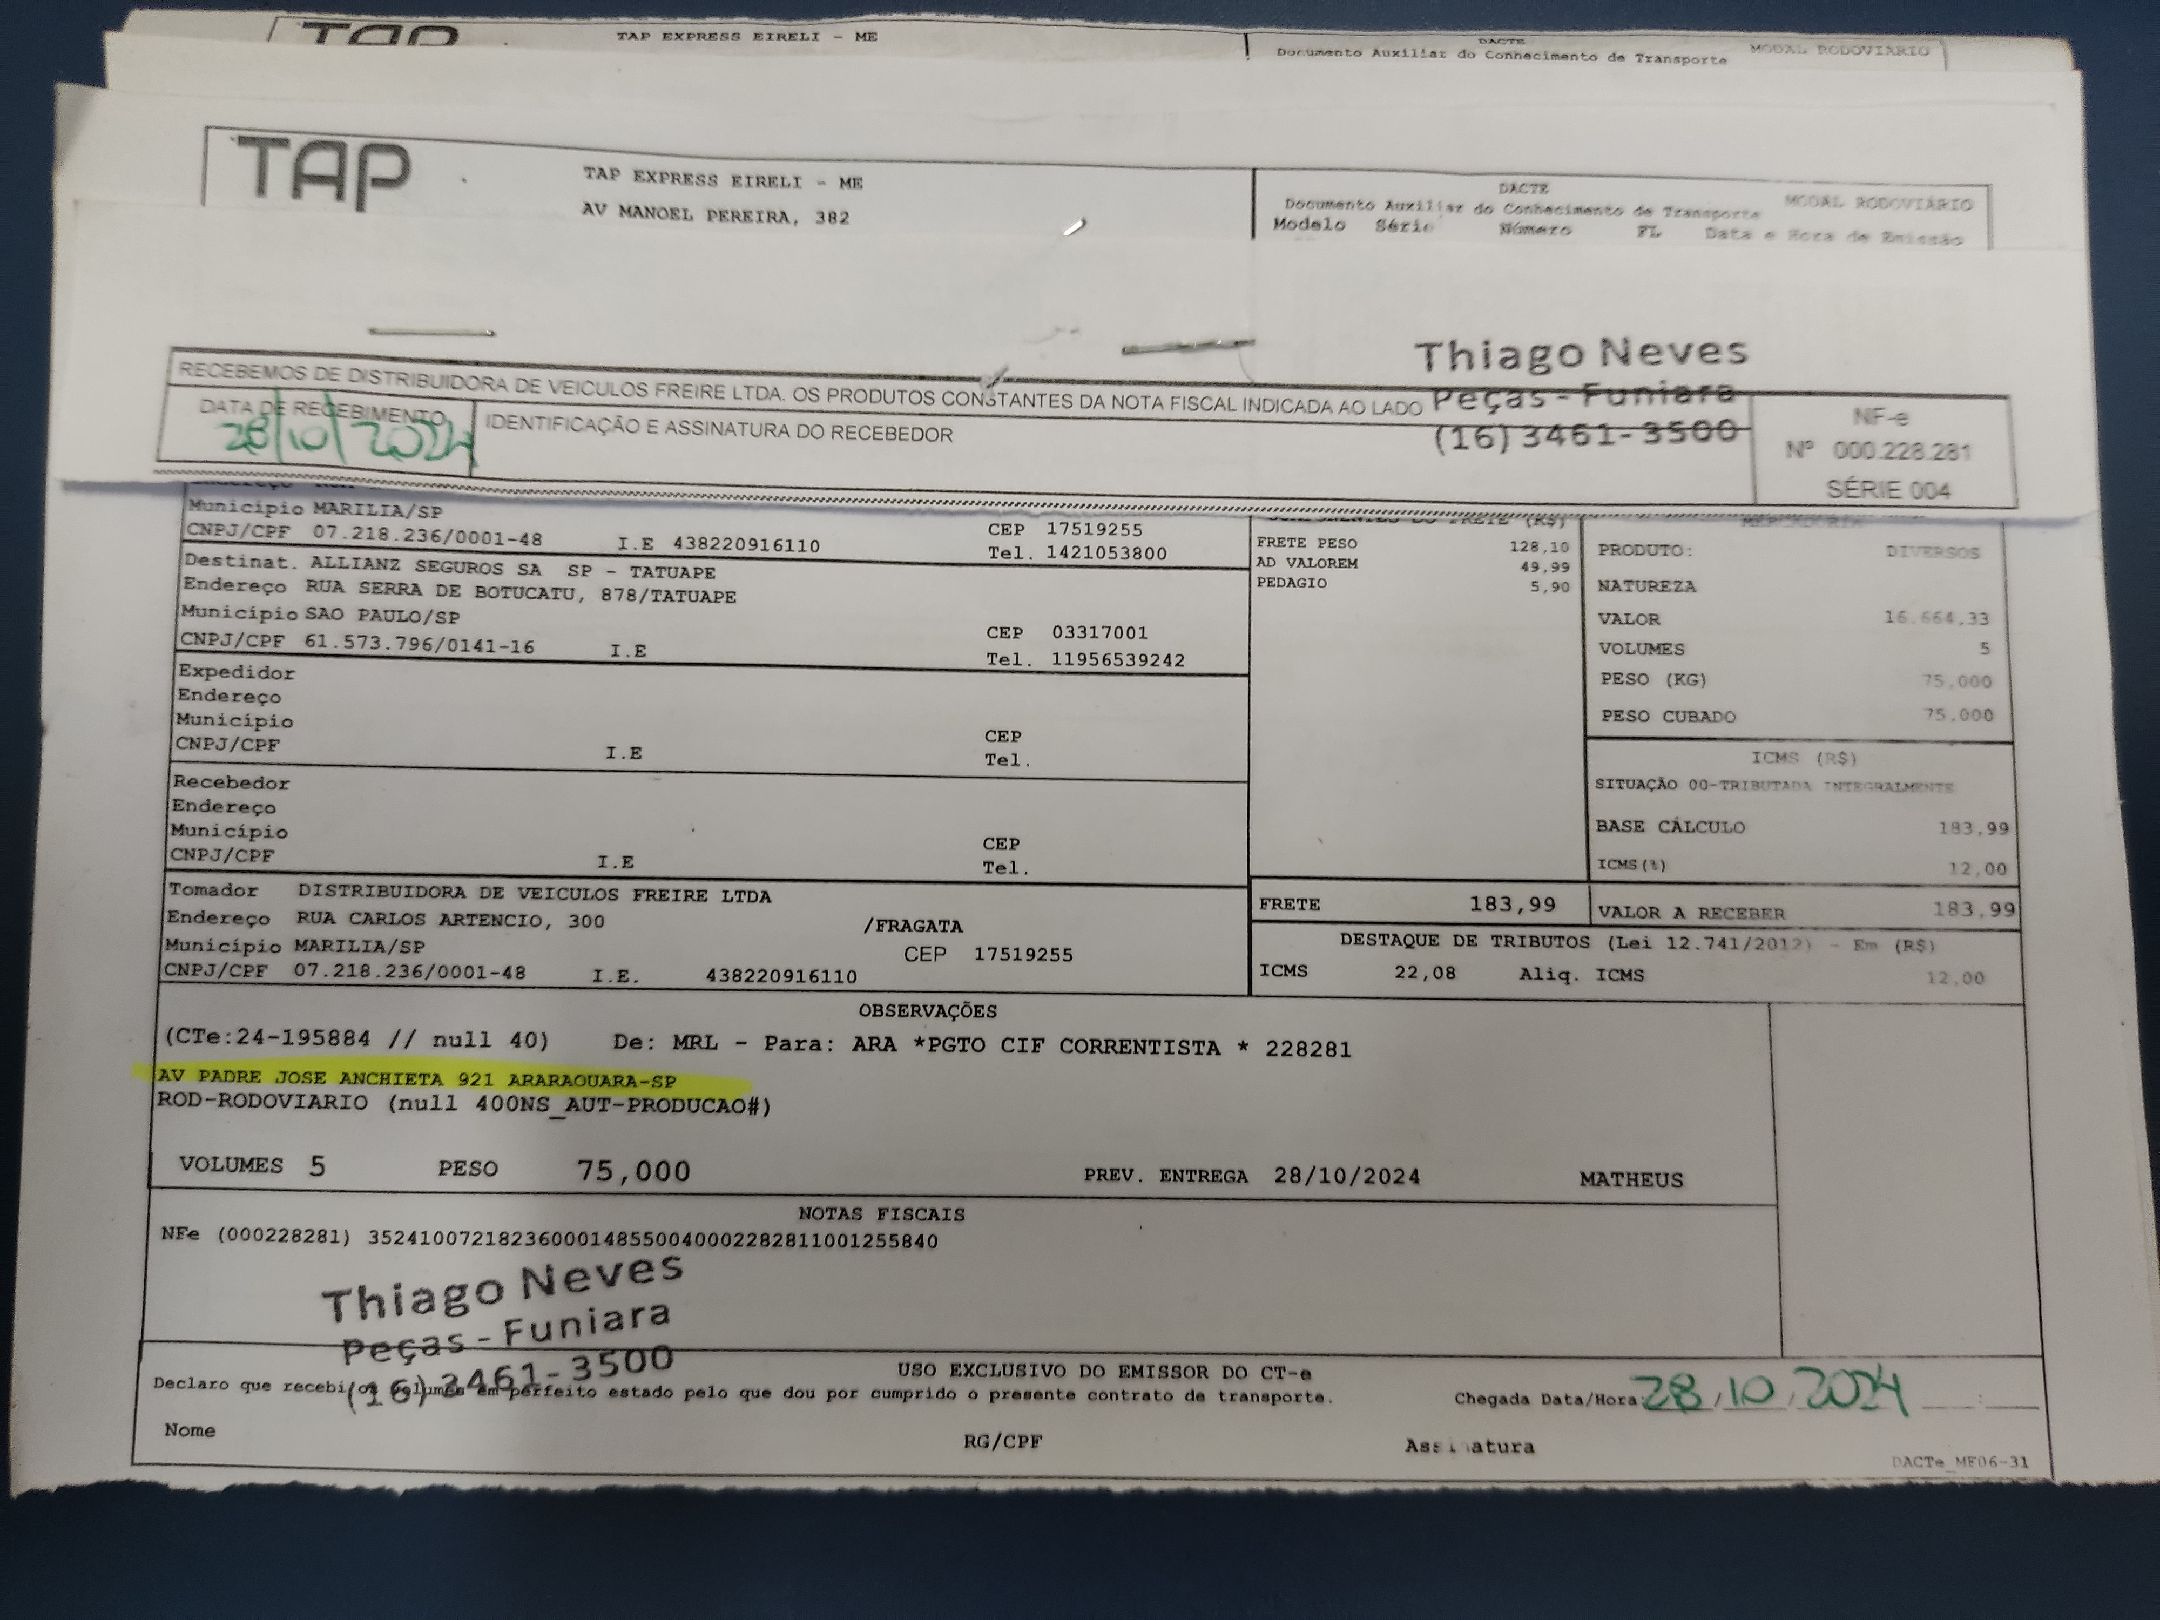 TAP EXPRESS EIRELI - ME
DACTE
Documento Auxiliar do Conhecimento de Transporte
MODAL RODOVIÁRIO
TAP
TAP EXPRESS EIRELI - ME
AV MANOEL PEREIRA, 382
DACTE
Documento Auxiliar do Conhecimento de Transporte
MODAL RODOVIÁRIO
Modelo Série Número FL Data e Hora de Emissão
Thiago Neves
Peças - Funiara
(16) 3461-3500
RECEBEMOS DE DISTRIBUIDORA DE VEICULOS FREIRE LTDA. OS PRODUTOS CONSTANTES DA NOTA FISCAL INDICADA AO LADO
DATA DE RECEBIMENTO
28/10/2024
IDENTIFICAÇÃO E ASSINATURA DO RECEBEDOR
NF-e
Nº 000.228.281
SÉRIE 004
Município MARILIA/SP
CEP 17519255
CNPJ/CPF 07.218.236/0001-48 I.E 438220916110
Tel. 1421053800
Destinat. ALLIANZ SEGUROS SA SP - TATUAPE
Endereço RUA SERRA DE BOTUCATU, 878/TATUAPE
Município SAO PAULO/SP
CEP 03317001
CNPJ/CPF 61.573.796/0141-16 I.E
Tel. 11956539242
Expedidor
Endereço
Município
CEP
CNPJ/CPF I.E
Tel.
Recebedor
Endereço
Município
CEP
CNPJ/CPF I.E
Tel.
Tomador DISTRIBUIDORA DE VEICULOS FREIRE LTDA
Endereço RUA CARLOS ARTENCIO, 300 /FRAGATA
Município MARILIA/SP CEP 17519255
CNPJ/CPF 07.218.236/0001-48 I.E. 438220916110
COMPONENTES DO FRETE (R$)
FRETE PESO 128,10
AD VALOREM 49,99
PEDAGIO 5,90
FRETE 183,99
MERCADORIA
PRODUTO: DIVERSOS
NATUREZA
VALOR 16.664,33
VOLUMES 5
PESO (KG) 75,000
PESO CUBADO 75,000
ICMS (R$)
SITUAÇÃO 00-TRIBUTADA INTEGRALMENTE
BASE CÁLCULO 183,99
ICMS(%) 12,00
VALOR A RECEBER 183,99
DESTAQUE DE TRIBUTOS (Lei 12.741/2012) - Em (R$)
ICMS 22,08 Aliq. ICMS 12,00
OBSERVAÇÕES
(CTe:24-195884 // null 40) De: MRL - Para: ARA *PGTO CIF CORRENTISTA * 228281
AV PADRE JOSE ANCHIETA 921 ARARAQUARA-SP
ROD-RODOVIARIO (null 400NS_AUT-PRODUCAO#)
VOLUMES 5 PESO 75,000 PREV. ENTREGA 28/10/2024 MATHEUS
NOTAS FISCAIS
NFe (000228281) 35241007218236000148550040002282811001255840
Thiago Neves
Peças - Funiara
(16) 3461-3500
USO EXCLUSIVO DO EMISSOR DO CT-e
Declaro que recebi os volumes em perfeito estado pelo que dou por cumprido o presente contrato de transporte.
Chegada Data/Hora: 28/10/2024
Nome RG/CPF Assinatura
DACTe_MF06-31